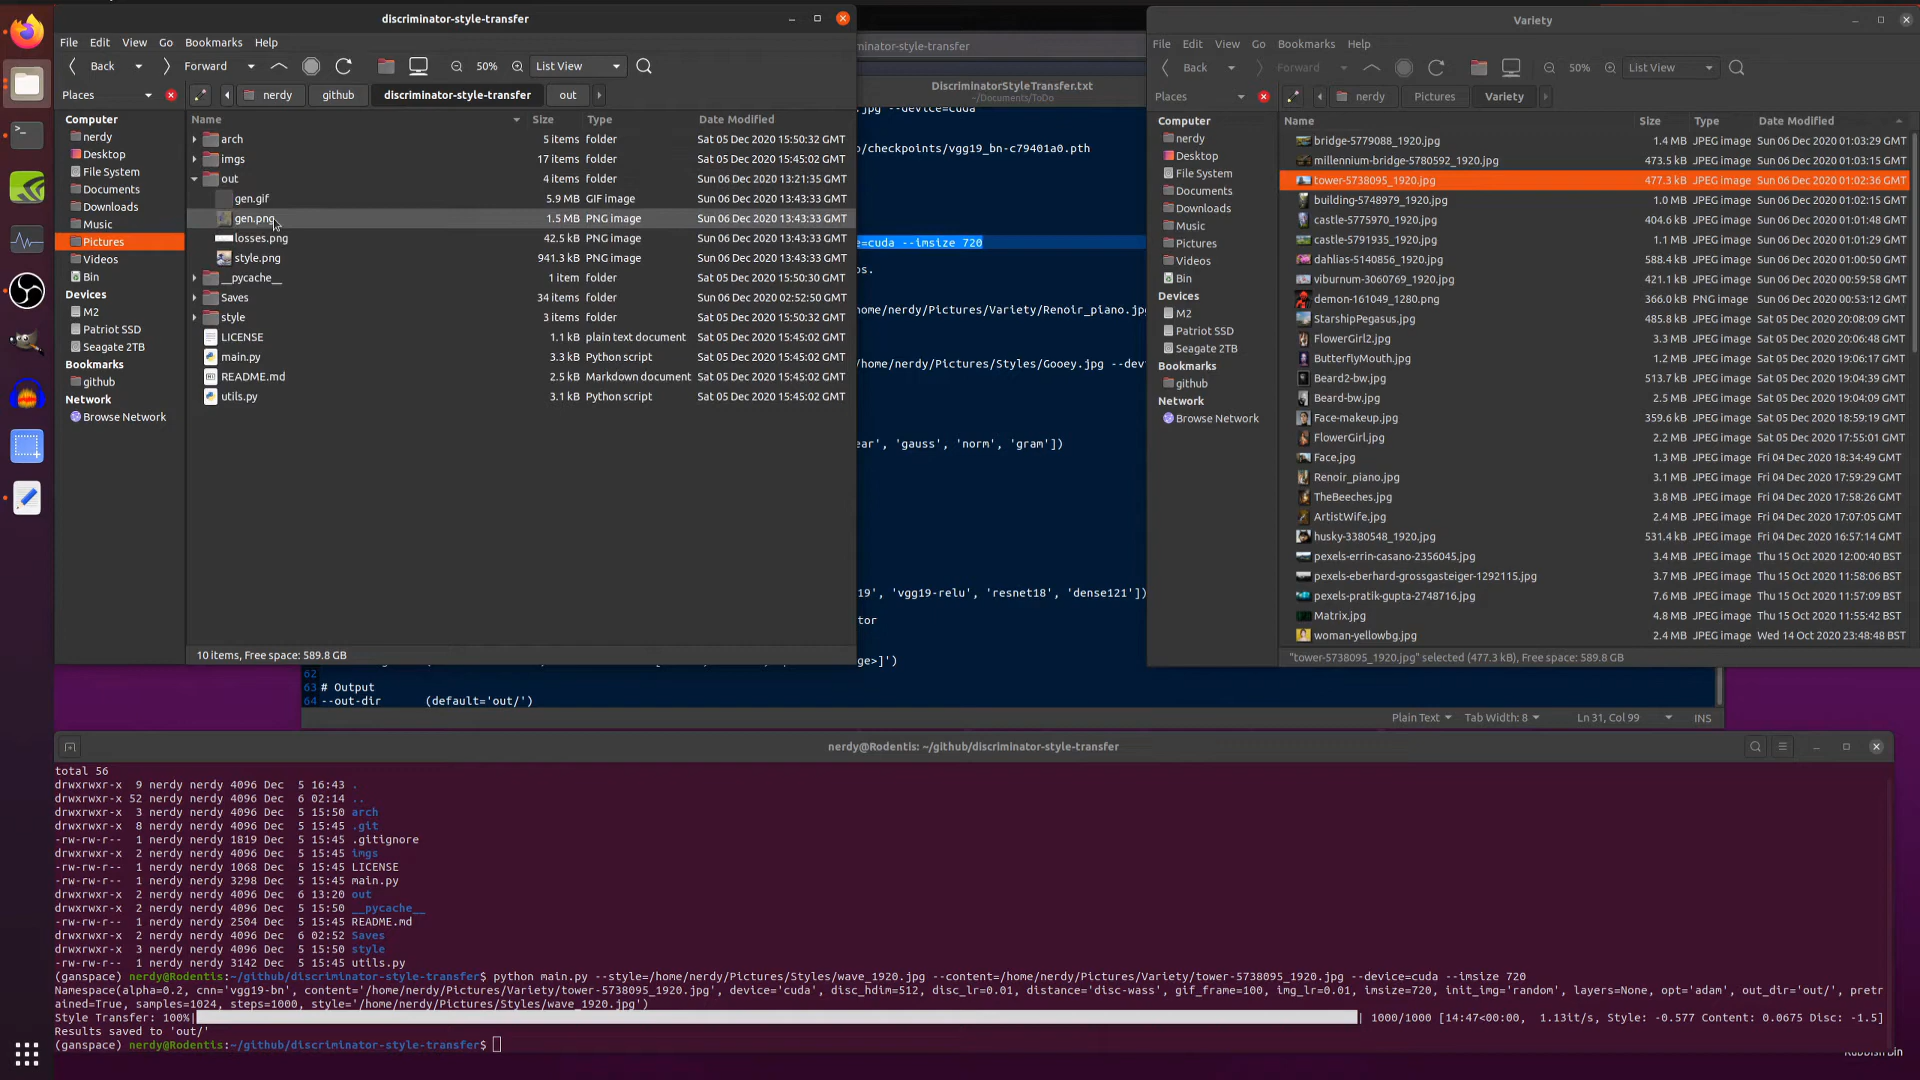 discriminator-style-transfer
File Edit View Go Bookmarks Help
Back Forward 50% List View
Places nerdy github discriminator-style-transfer out
Name Size Type Date Modified
Computer
nerdy
Desktop
File System
Documents
Downloads
Music
Pictures
Videos
Bin
Devices
M2
Patriot SSD
Seagate 2TB
Bookmarks
github
Network
Browse Network
arch 5 items folder Sat 05 Dec 2020 15:50:32 GMT
imgs 17 items folder Sat 05 Dec 2020 15:45:02 GMT
out 4 items folder Sun 06 Dec 2020 13:21:35 GMT
gen.gif 5.9 MB GIF image Sun 06 Dec 2020 13:43:33 GMT
gen.png 1.5 MB PNG image Sun 06 Dec 2020 13:43:33 GMT
losses.png 42.5 kB PNG image Sun 06 Dec 2020 13:43:33 GMT
style.png 941.3 kB PNG image Sun 06 Dec 2020 13:43:33 GMT
__pycache__ 1 item folder Sat 05 Dec 2020 15:50:30 GMT
Saves 34 items folder Sun 06 Dec 2020 02:52:50 GMT
style 3 items folder Sat 05 Dec 2020 15:50:32 GMT
LICENSE 1.1 kB plain text document Sat 05 Dec 2020 15:45:02 GMT
main.py 3.3 kB Python script Sat 05 Dec 2020 15:45:02 GMT
README.md 2.5 kB Markdown document Sat 05 Dec 2020 15:45:02 GMT
utils.py 3.1 kB Python script Sat 05 Dec 2020 15:45:02 GMT
10 items, Free space: 589.8 GB
minator-style-transfer
DiscriminatorStyleTransfer.txt
~/Documents/ToDo
.jpg --device=cuda
p/checkpoints/vgg19_bn-c79401a0.pth
e=cuda --imsize 720
os.
home/nerdy/Pictures/Variety/Renoir_piano.jpg
/home/nerdy/Pictures/Styles/Gooey.jpg --dev
ear', 'gauss', 'norm', 'gram'])
19', 'vgg19-relu', 'resnet18', 'dense121'])
tor
ge>]')
62
63 # Output
64 --out-dir (default='out/')
Plain Text Tab Width: 8 Ln 31, Col 99 INS
Variety
File Edit View Go Bookmarks Help
Back Forward 50% List View
Places nerdy Pictures Variety
Name Size Type Date Modified
Computer
nerdy
Desktop
File System
Documents
Downloads
Music
Pictures
Videos
Bin
Devices
M2
Patriot SSD
Seagate 2TB
Bookmarks
github
Network
Browse Network
bridge-5779088_1920.jpg 1.4 MB JPEG image Sun 06 Dec 2020 01:03:29 GMT
millennium-bridge-5780592_1920.jpg 473.5 kB JPEG image Sun 06 Dec 2020 01:03:15 GMT
tower-5738095_1920.jpg 477.3 kB JPEG image Sun 06 Dec 2020 01:02:36 GMT
building-5748979_1920.jpg 1.0 MB JPEG image Sun 06 Dec 2020 01:02:15 GMT
castle-5775970_1920.jpg 404.6 kB JPEG image Sun 06 Dec 2020 01:01:48 GMT
castle-5791935_1920.jpg 1.1 MB JPEG image Sun 06 Dec 2020 01:01:29 GMT
dahlias-5140856_1920.jpg 588.4 kB JPEG image Sun 06 Dec 2020 01:00:50 GMT
viburnum-3060769_1920.jpg 421.1 kB JPEG image Sun 06 Dec 2020 00:59:58 GMT
demon-161049_1280.png 366.0 kB PNG image Sun 06 Dec 2020 00:53:12 GMT
StarshipPegasus.jpg 485.8 kB JPEG image Sat 05 Dec 2020 20:08:09 GMT
FlowerGirl2.jpg 3.3 MB JPEG image Sat 05 Dec 2020 20:06:48 GMT
ButterflyMouth.jpg 1.2 MB JPEG image Sat 05 Dec 2020 19:06:17 GMT
Beard2-bw.jpg 513.7 kB JPEG image Sat 05 Dec 2020 19:04:39 GMT
Beard-bw.jpg 2.5 MB JPEG image Sat 05 Dec 2020 19:04:09 GMT
Face-makeup.jpg 359.6 kB JPEG image Sat 05 Dec 2020 18:59:19 GMT
FlowerGirl.jpg 2.2 MB JPEG image Sat 05 Dec 2020 17:55:01 GMT
Face.jpg 1.3 MB JPEG image Fri 04 Dec 2020 18:34:49 GMT
Renoir_piano.jpg 3.1 MB JPEG image Fri 04 Dec 2020 17:59:29 GMT
TheBeeches.jpg 3.8 MB JPEG image Fri 04 Dec 2020 17:58:26 GMT
ArtistWife.jpg 2.4 MB JPEG image Fri 04 Dec 2020 17:07:05 GMT
husky-3380548_1920.jpg 531.4 kB JPEG image Fri 04 Dec 2020 16:57:14 GMT
pexels-errin-casano-2356045.jpg 3.4 MB JPEG image Thu 15 Oct 2020 12:00:40 BST
pexels-eberhard-grossgasteiger-1292115.jpg 3.7 MB JPEG image Thu 15 Oct 2020 11:58:06 BST
pexels-pratik-gupta-2748716.jpg 7.6 MB JPEG image Thu 15 Oct 2020 11:57:09 BST
Matrix.jpg 4.8 MB JPEG image Thu 15 Oct 2020 11:55:42 BST
woman-yellowbg.jpg 2.4 MB JPEG image Wed 14 Oct 2020 23:48:48 BST
"tower-5738095_1920.jpg" selected (477.3 kB), Free space: 589.8 GB
nerdy@Rodentis: ~/github/discriminator-style-transfer
total 56
drwxrwxr-x 9 nerdy nerdy 4096 Dec 5 16:43 .
drwxrwxr-x 52 nerdy nerdy 4096 Dec 6 02:14 ..
drwxrwxr-x 3 nerdy nerdy 4096 Dec 5 15:50 arch
drwxrwxr-x 8 nerdy nerdy 4096 Dec 5 15:45 .git
-rw-rw-r-- 1 nerdy nerdy 1819 Dec 5 15:45 .gitignore
drwxrwxr-x 2 nerdy nerdy 4096 Dec 5 15:45 imgs
-rw-rw-r-- 1 nerdy nerdy 1068 Dec 5 15:45 LICENSE
-rw-rw-r-- 1 nerdy nerdy 3298 Dec 5 15:45 main.py
drwxrwxr-x 2 nerdy nerdy 4096 Dec 6 13:20 out
drwxrwxr-x 2 nerdy nerdy 4096 Dec 5 15:50 __pycache__
-rw-rw-r-- 1 nerdy nerdy 2504 Dec 5 15:45 README.md
drwxrwxr-x 2 nerdy nerdy 4096 Dec 6 02:52 Saves
drwxrwxr-x 3 nerdy nerdy 4096 Dec 5 15:50 style
-rw-rw-r-- 1 nerdy nerdy 3142 Dec 5 15:45 utils.py
(ganspace) nerdy@Rodentis:~/github/discriminator-style-transfer$ python main.py --style=/home/nerdy/Pictures/Styles/wave_1920.jpg --content=/home/nerdy/Pictures/Variety/tower-5738095_1920.jpg --device=cuda --imsize 720
Namespace(alpha=0.2, cnn='vgg19-bn', content='/home/nerdy/Pictures/Variety/tower-5738095_1920.jpg', device='cuda', disc_hdim=512, disc_lr=0.01, distance='disc-wass', gif_frame=100, img_lr=0.01, imsize=720, init_img='random', layers=None, opt='adam', out_dir='out/', pretr
ained=True, samples=1024, steps=1000, style='/home/nerdy/Pictures/Styles/wave_1920.jpg')
Style Transfer: 100%| | 1000/1000 [14:47<00:00, 1.13it/s, Style: -0.577 Content: 0.0675 Disc: -1.5]
Results saved to 'out/'
(ganspace) nerdy@Rodentis:~/github/discriminator-style-transfer$
Rubbish Bin